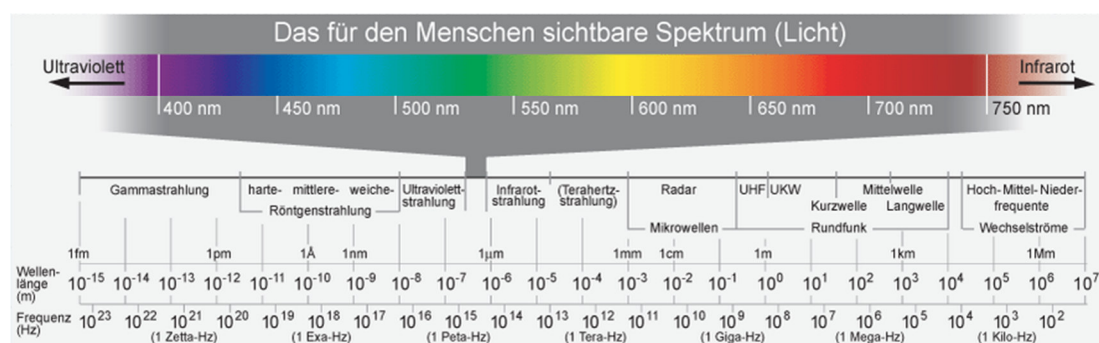 Das für den Menschen sichtbare Spektrum (Licht)
Ultraviolett Infrarot
400 nm 450 nm 500 nm 550 nm 600 nm 650 nm 700 nm 750 nm
Gammastrahlung harte- mittlere- weiche- Ultraviolett- Infrarot- (Terahertz- Radar UHF UKW Mittelwelle Hoch- Mittel- Nieder-
strahlung strahlung strahlung) Kurzwelle Langwelle frequente
Röntgenstrahlung Mikrowellen Rundfunk Wechselströme
1fm 1pm 1Å 1nm 1µm 1mm 1cm 1m 1km 1Mm
Wellen-
länge
(m)
10⁻¹⁵ 10⁻¹⁴ 10⁻¹³ 10⁻¹² 10⁻¹¹ 10⁻¹⁰ 10⁻⁹ 10⁻⁸ 10⁻⁷ 10⁻⁶ 10⁻⁵ 10⁻⁴ 10⁻³ 10⁻² 10⁻¹ 10⁰ 10¹ 10² 10³ 10⁴ 10⁵ 10⁶ 10⁷
Frequenz
(Hz)
10²³ 10²² 10²¹ 10²⁰ 10¹⁹ 10¹⁸ 10¹⁷ 10¹⁶ 10¹⁵ 10¹⁴ 10¹³ 10¹² 10¹¹ 10¹⁰ 10⁹ 10⁸ 10⁷ 10⁶ 10⁵ 10⁴ 10³ 10²
(1 Zetta-Hz) (1 Exa-Hz) (1 Peta-Hz) (1 Tera-Hz) (1 Giga-Hz) (1 Mega-Hz) (1 Kilo-Hz)